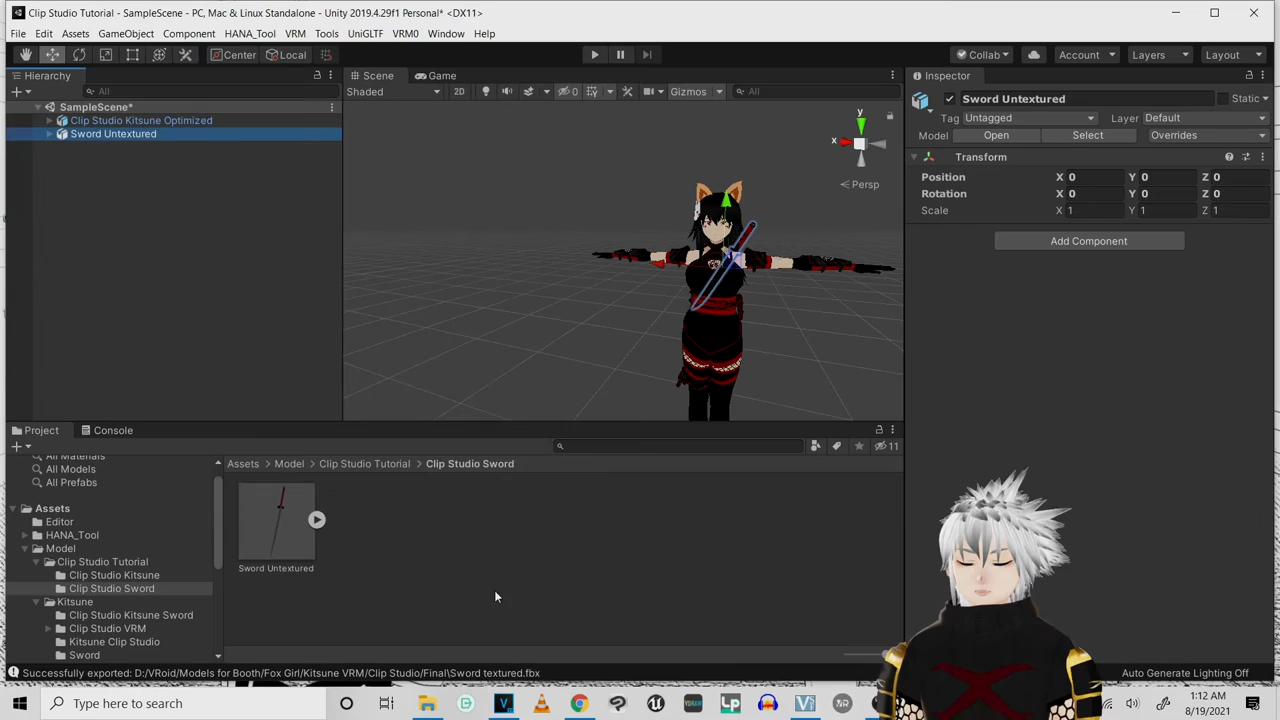 Clip Studio Tutorial - SampleScene - PC, Mac & Linux Standalone - Unity 2019.4.29f1 Personal* <DX11>
File Edit Assets GameObject Component HANA_Tool VRM Tools UniGLTF VRM0 Window Help
Center Local Collab Account Layers Layout
Hierarchy Scene Game Inspector
All Shaded 2D 0 Gizmos All Sword Untextured Static
SampleScene* Tag Untagged Layer Default
Clip Studio Kitsune Optimized Model Open Select Overrides
Sword Untextured
y
x
Persp
Transform
Position X 0 Y 0 Z 0
Rotation X 0 Y 0 Z 0
Scale X 1 Y 1 Z 1
Add Component
Project Console
11
All Materials
All Models
All Prefabs
Assets
Editor
HANA_Tool
Model
Clip Studio Tutorial
Clip Studio Kitsune
Clip Studio Sword
Kitsune
Clip Studio Kitsune Sword
Clip Studio VRM
Kitsune Clip Studio
Sword
Assets > Model > Clip Studio Tutorial > Clip Studio Sword
Sword Untextured
Successfully exported: D:/VRoid/Models for Booth/Fox Girl/Kitsune VRM/Clip Studio/Final\Sword textured.fbx
Auto Generate Lighting Off
Type here to search
1:12 AM
8/19/2021